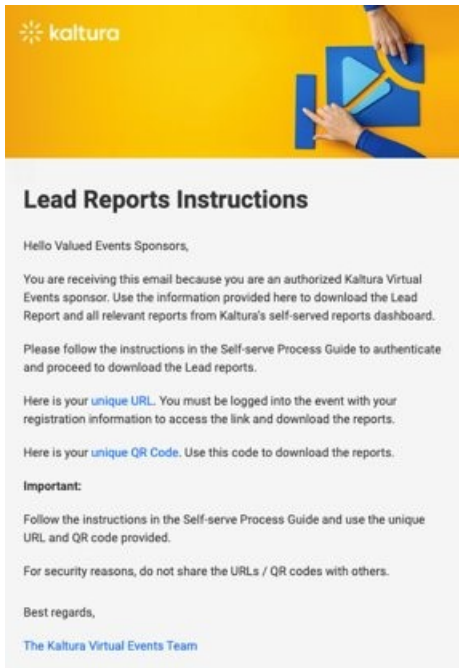 kaltura
Lead Reports Instructions
Hello Valued Events Sponsors,
You are receiving this email because you are an authorized Kaltura Virtual
Events sponsor. Use the information provided here to download the Lead
Report and all relevant reports from Kaltura's self-served reports dashboard.
Please follow the instructions in the Self-serve Process Guide to authenticate
and proceed to download the Lead reports.
Here is your unique URL. You must be logged into the event with your
registration information to access the link and download the reports.
Here is your unique QR Code. Use this code to download the reports.
Important:
Follow the instructions in the Self-serve Process Guide and use the unique
URL and QR code provided.
For security reasons, do not share the URLs / QR codes with others.
Best regards,
The Kaltura Virtual Events Team